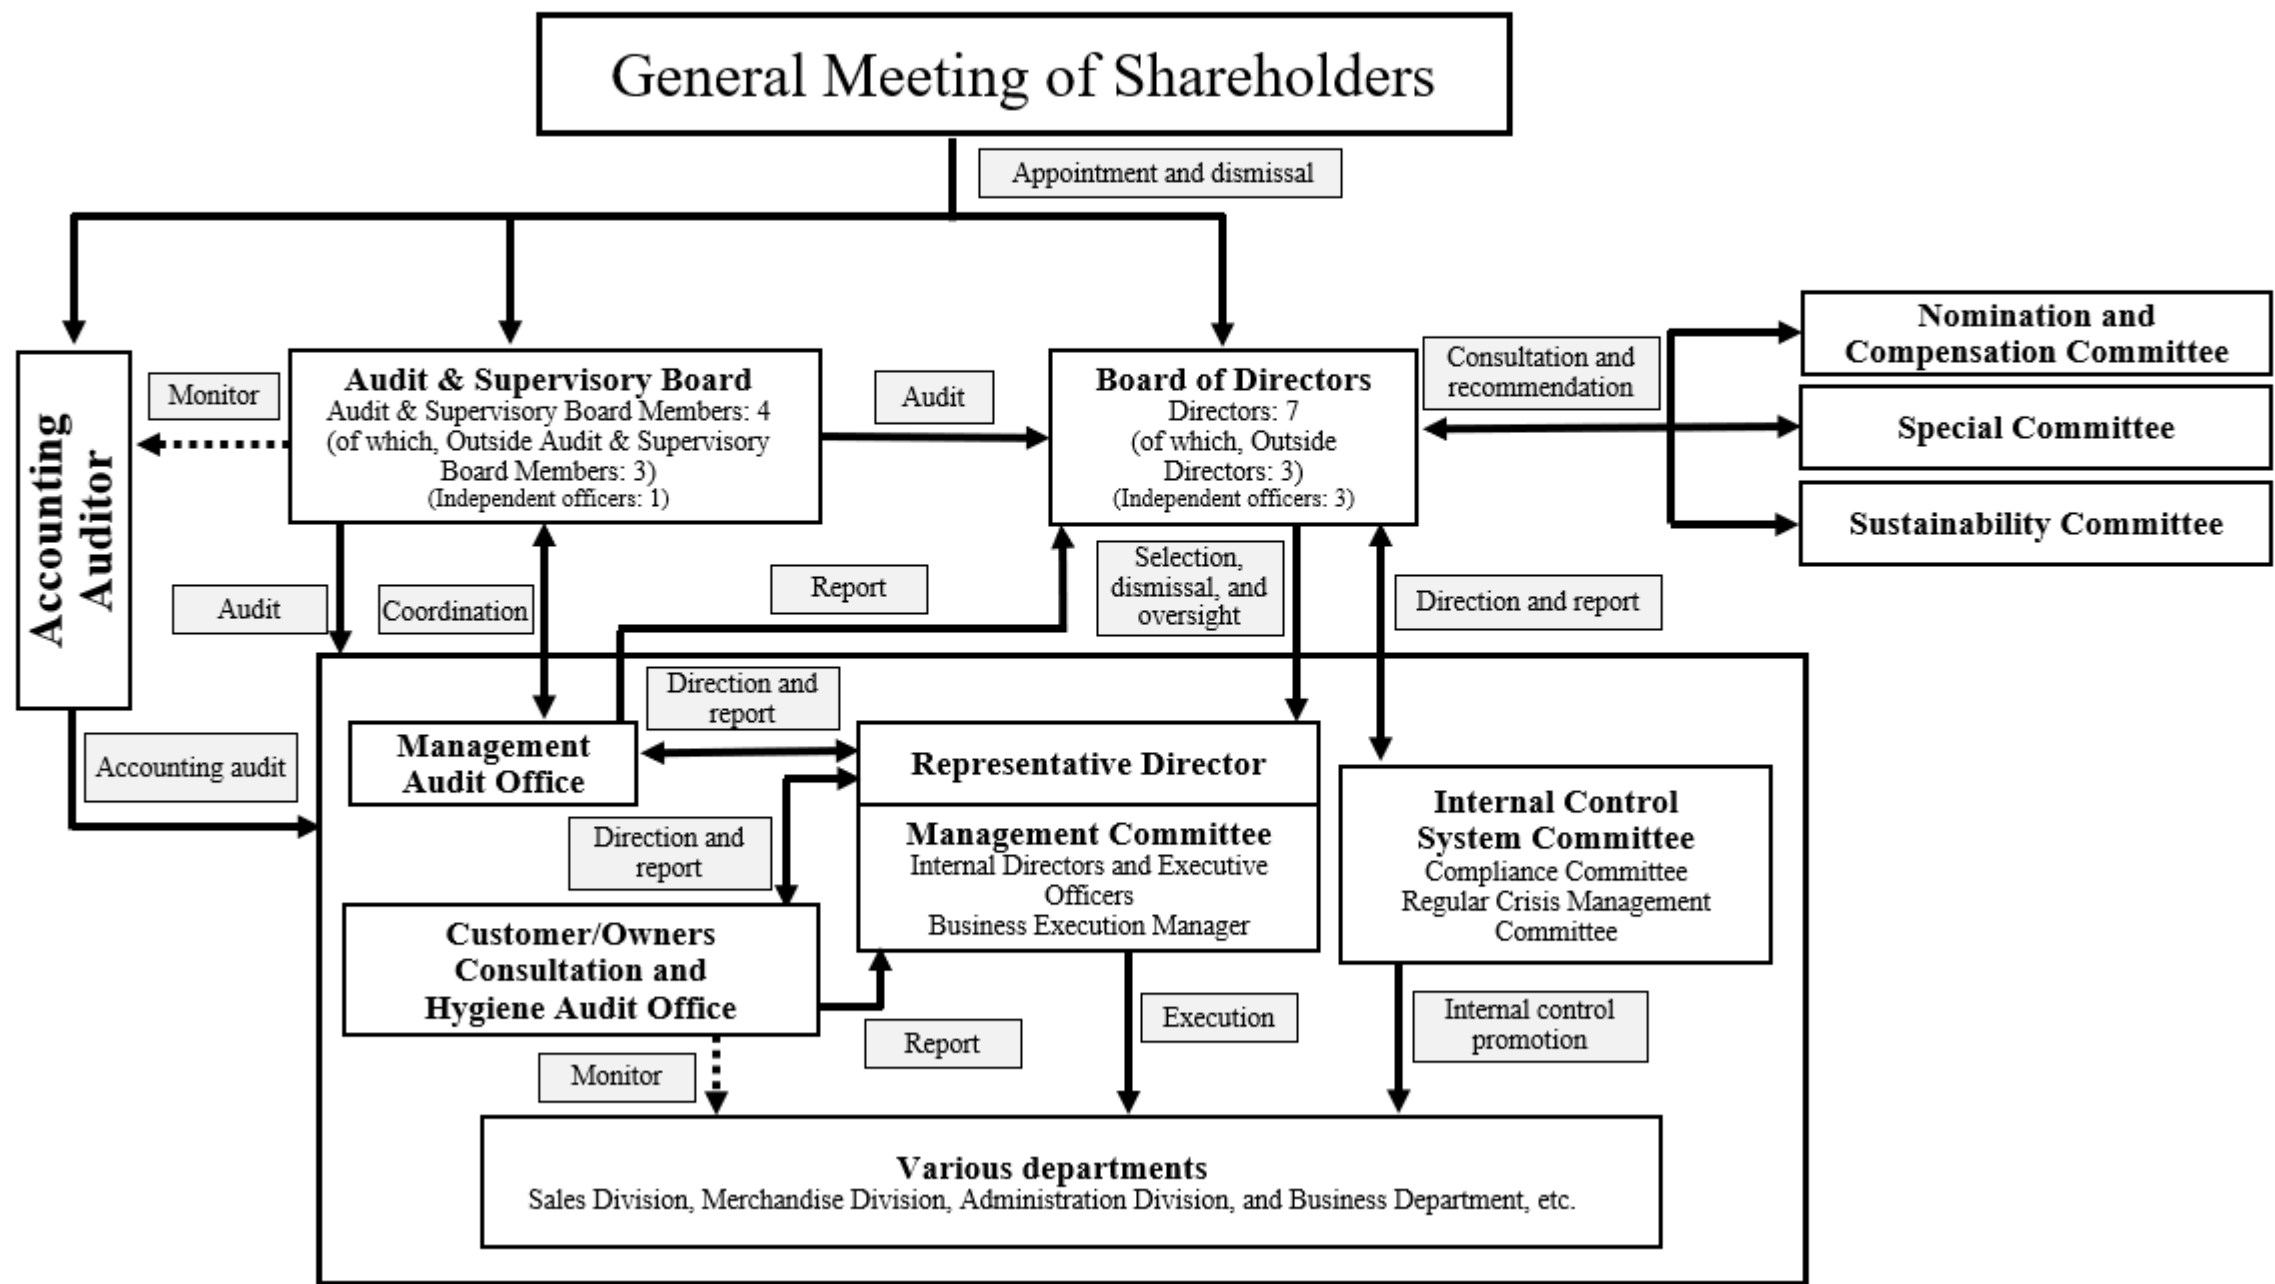 General Meeting of Shareholders
Appointment and dismissal
Accounting
Auditor
Monitor
Audit & Supervisory Board
Audit & Supervisory Board Members: 4
(of which, Outside Audit & Supervisory
Board Members: 3)
(Independent officers: 1)
Audit
Board of Directors
Directors: 7
(of which, Outside
Directors: 3)
(Independent officers: 3)
Consultation and
recommendation
Nomination and
Compensation Committee
Special Committee
Sustainability Committee
Audit
Coordination
Report
Selection,
dismissal, and
oversight
Direction and report
Accounting audit
Management
Audit Office
Direction and
report
Representative Director
Management Committee
Internal Directors and Executive
Officers
Business Execution Manager
Internal Control
System Committee
Compliance Committee
Regular Crisis Management
Committee
Direction and
report
Customer/Owners
Consultation and
Hygiene Audit Office
Monitor
Report
Execution
Internal control
promotion
Various departments
Sales Division, Merchandise Division, Administration Division, and Business Department, etc.